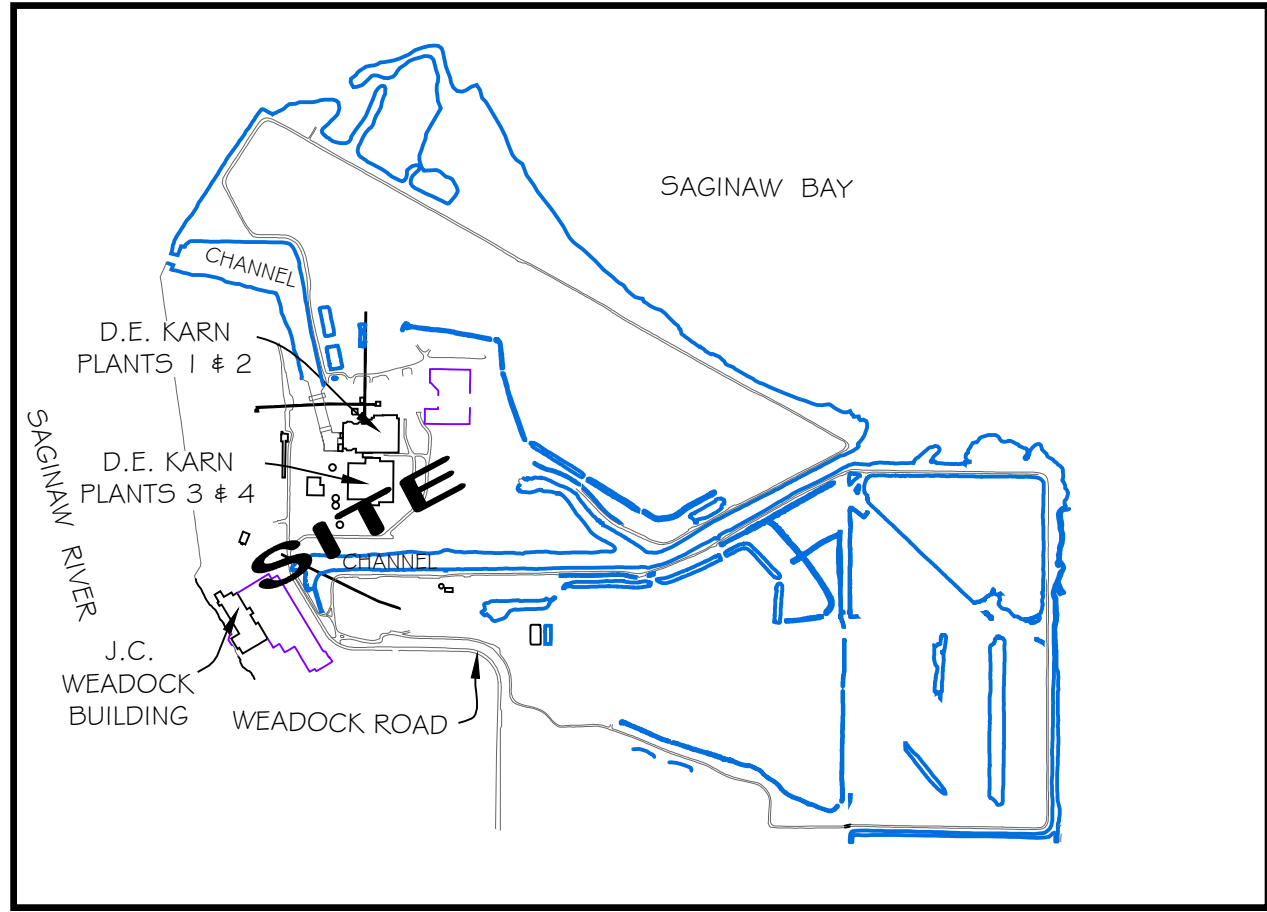 SAGINAW BAY
CHANNEL
D.E. KARN
PLANTS 1 & 2
D.E. KARN
PLANTS 3 & 4
SAGINAW RIVER
SITE
CHANNEL
J.C.
WEADOCK
BUILDING
WEADOCK ROAD